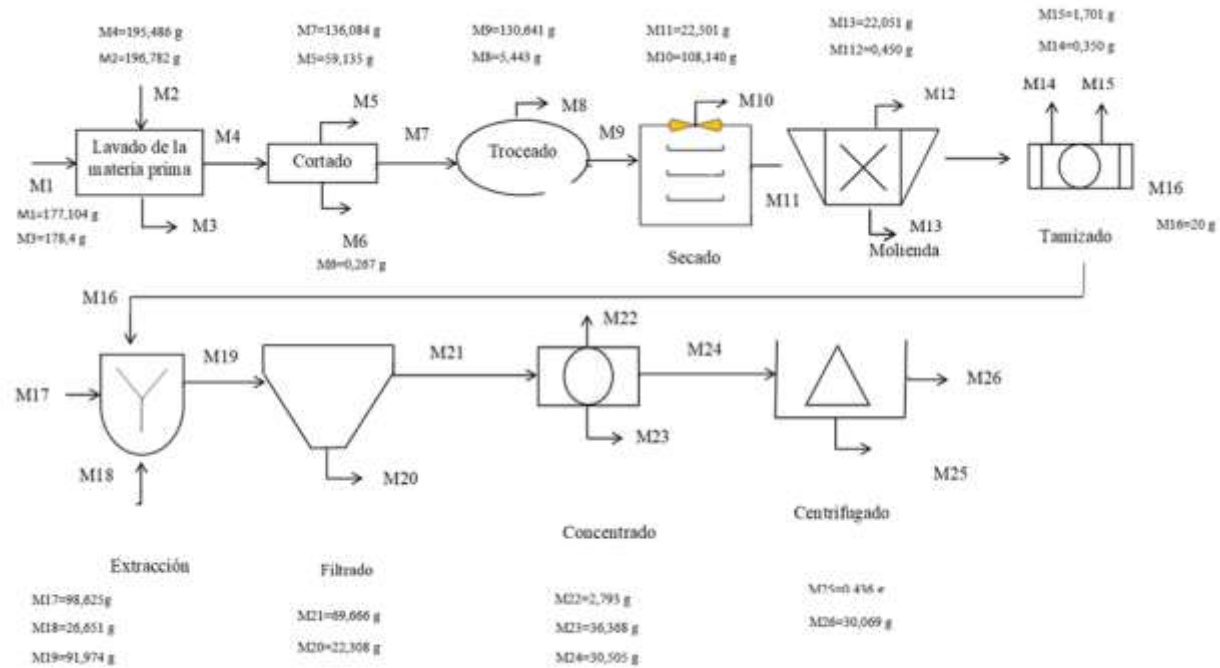 M4=195,486 g
M2=196,782 g
M7=136,084 g
M5=59,135 g
M9=130,641 g
M8=5,443 g
M11=22,501 g
M10=108,140 g
M13=22,051 g
M112=0,450 g
M15=1,701 g
M14=0,350 g
M2
M5
M8
M10
M12
M14
M15
Lavado de la
materia prima
M4
Cortado
M7
Troceado
M9
M1
M11
M16
M1=177,104 g
M3=178,4 g
M3
M6
M6=0,267 g
Secado
M13
Molienda
Tamizado
M16=20 g
M16
M22
M19
M21
M24
M17
M26
M23
M18
M20
M25
Centrifugado
Concentrado
Extracción
Filtrado
M17=98,625g
M18=26,651 g
M19=91,974 g
M21=69,666 g
M20=22,308 g
M22=2,793 g
M23=36,368 g
M24=30,505 g
M25=0,436 g
M26=30,069 g